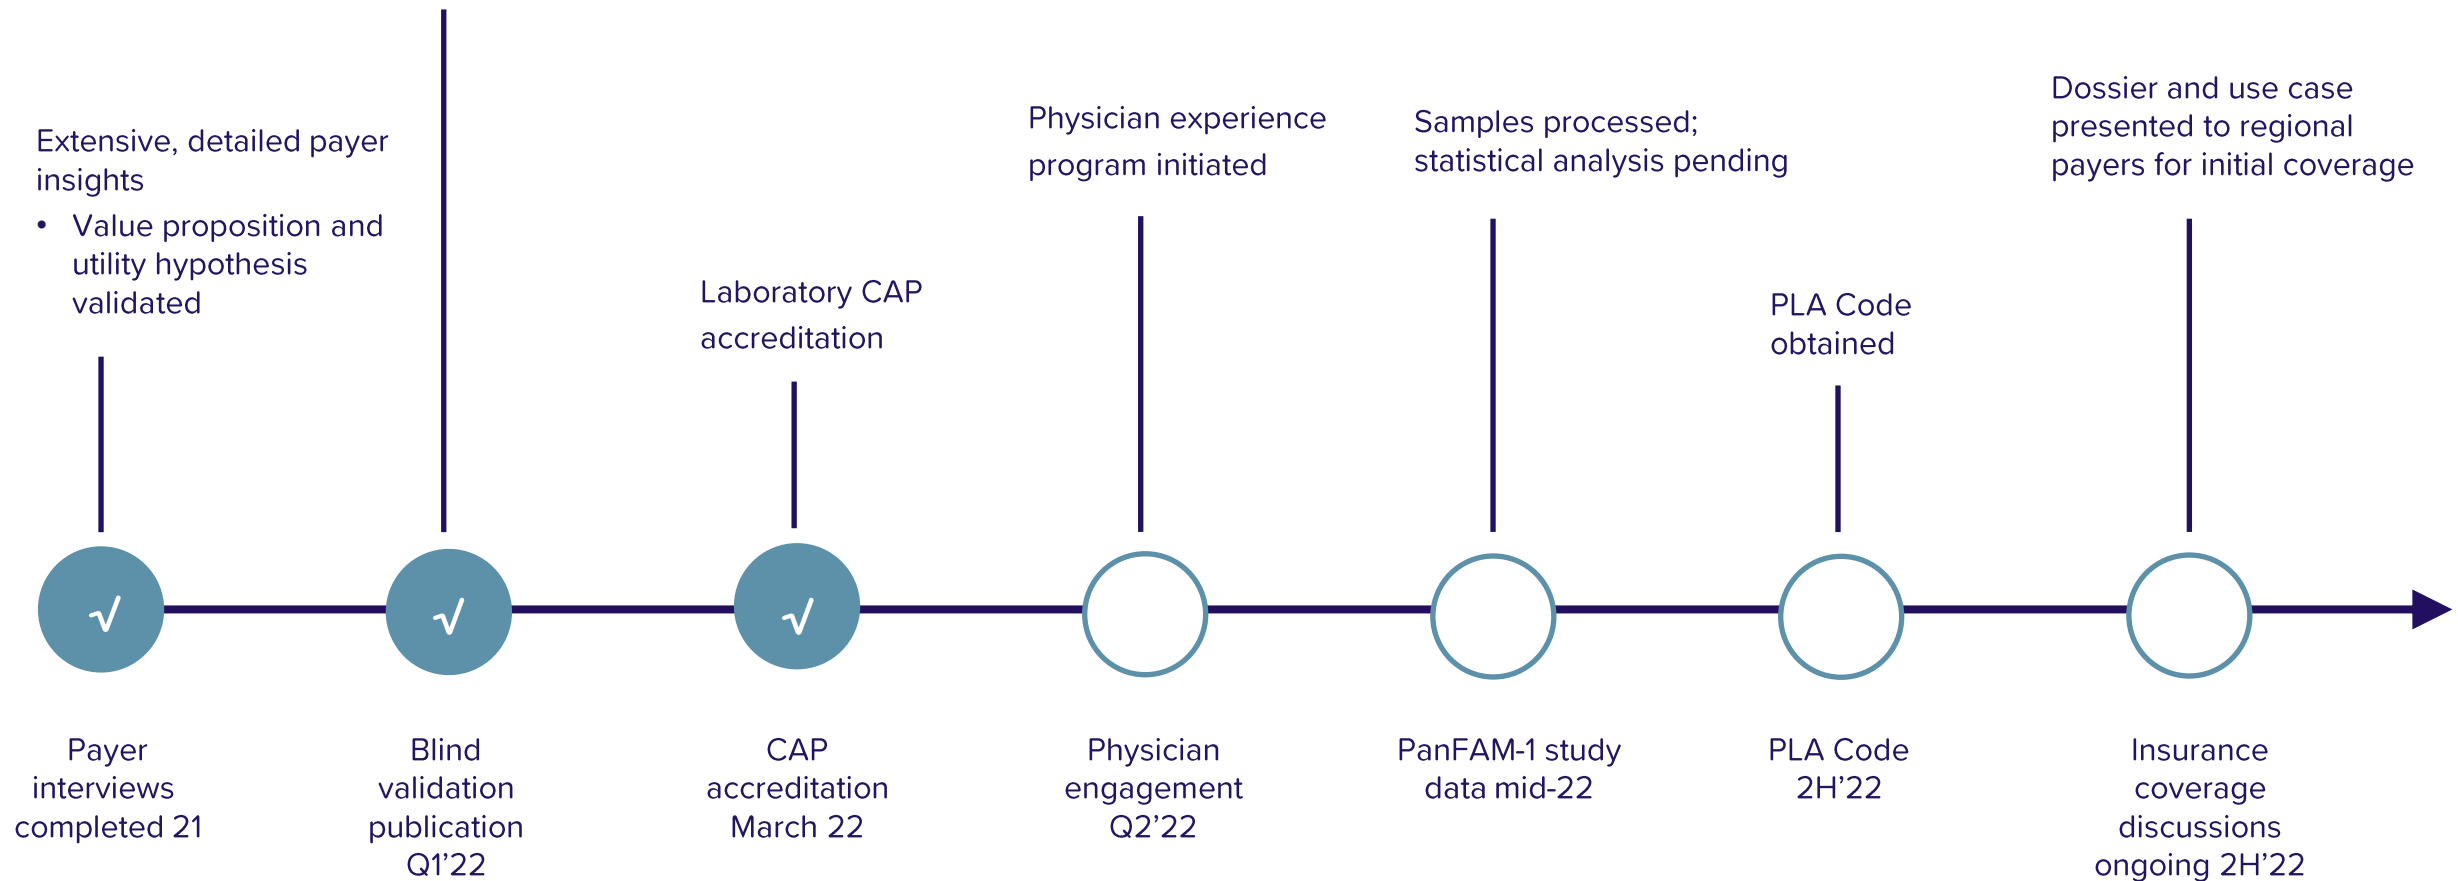 Extensive, detailed payer
insights
• Value proposition and
utility hypothesis
validated
Laboratory CAP
accreditation
Physician experience
program initiated
Samples processed;
statistical analysis pending
PLA Code
obtained
Dossier and use case
presented to regional
payers for initial coverage
√
√
√
Payer
interviews
completed 21
Blind
validation
publication
Q1’22
CAP
accreditation
March 22
Physician
engagement
Q2’22
PanFAM-1 study
data mid-22
PLA Code
2H’22
Insurance
coverage
discussions
ongoing 2H’22